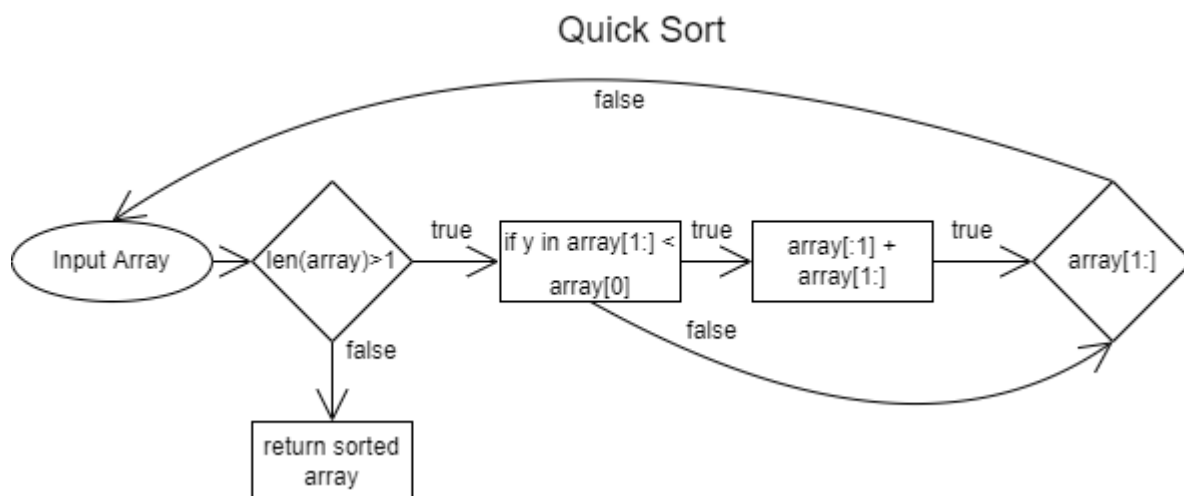 Quick Sort
false
Input Array
len(array)>1
true
if y in array[1:] <
array[0]
true
array[:1] +
array[1:]
true
array[1:]
false
false
return sorted
array